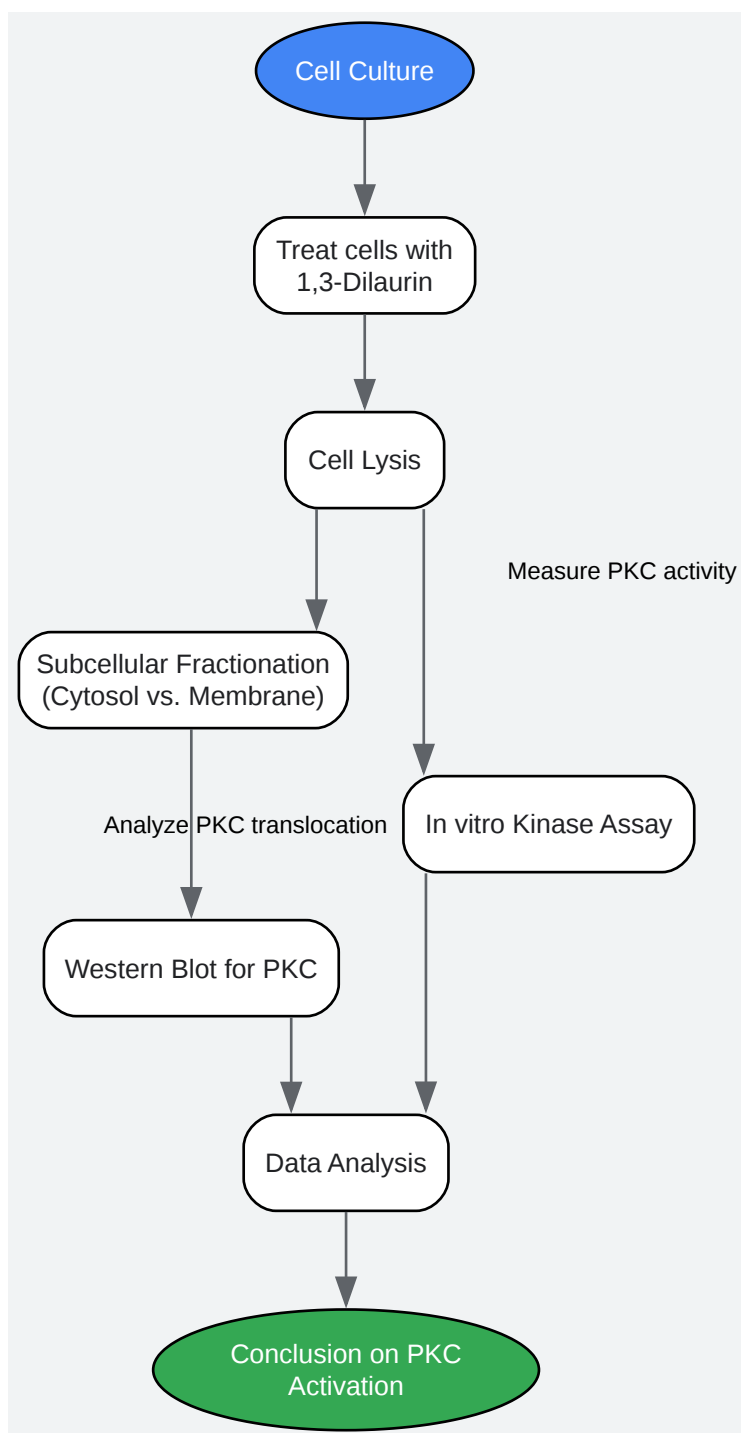 Cell Culture
Treat cells with
1,3-Dilaurin
Cell Lysis
Measure PKC activity
Subcellular Fractionation
(Cytosol vs. Membrane)
Analyze PKC translocation
In vitro Kinase Assay
Western Blot for PKC
Data Analysis
Conclusion on PKC
Activation